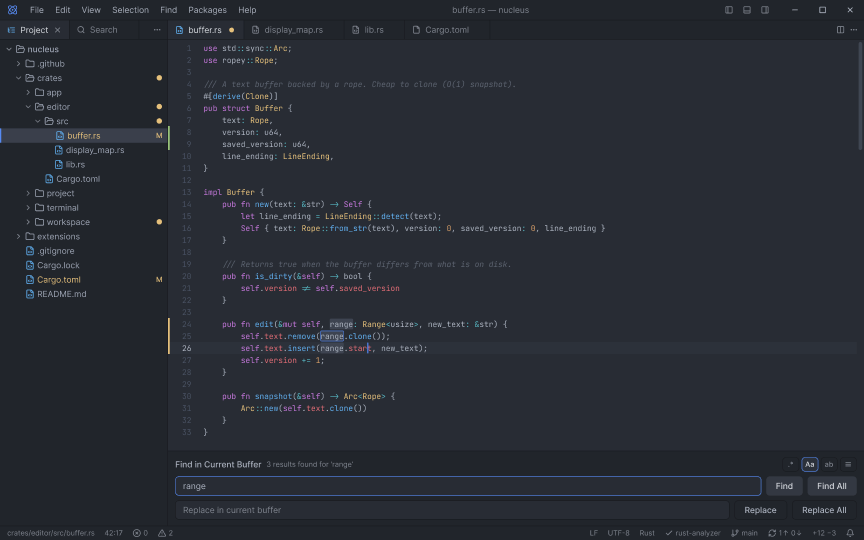 File Edit View Selection Find Packages Help
buffer.rs — nucleus
Project
Search
buffer.rs
display_map.rs
lib.rs
Cargo.toml
nucleus
.github
crates
app
editor
src
buffer.rs M
display_map.rs
lib.rs
Cargo.toml
project
terminal
workspace
extensions
.gitignore
Cargo.lock
Cargo.toml M
README.md
1 use std::sync::Arc;
2 use ropey::Rope;
3
4 /// A text buffer backed by a rope. Cheap to clone (O(1) snapshot).
5 #[derive(Clone)]
6 pub struct Buffer {
7 text: Rope,
8 version: u64,
9 saved_version: u64,
10 line_ending: LineEnding,
11 }
12
13 impl Buffer {
14 pub fn new(text: &str) -> Self {
15 let line_ending = LineEnding::detect(text);
16 Self { text: Rope::from_str(text), version: 0, saved_version: 0, line_ending }
17 }
18
19 /// Returns true when the buffer differs from what is on disk.
20 pub fn is_dirty(&self) -> bool {
21 self.version != self.saved_version
22 }
23
24 pub fn edit(&mut self, range: Range<usize>, new_text: &str) {
25 self.text.remove(range.clone());
26 self.text.insert(range.start, new_text);
27 self.version += 1;
28 }
29
30 pub fn snapshot(&self) -> Arc<Rope> {
31 Arc::new(self.text.clone())
32 }
33 }
Find in Current Buffer 3 results found for 'range'
.* Aa ab
range
Find
Find All
Replace in current buffer
Replace
Replace All
crates/editor/src/buffer.rs 42:17 0 2
LF UTF-8 Rust rust-analyzer main 1↑ 0↓ +12 -3